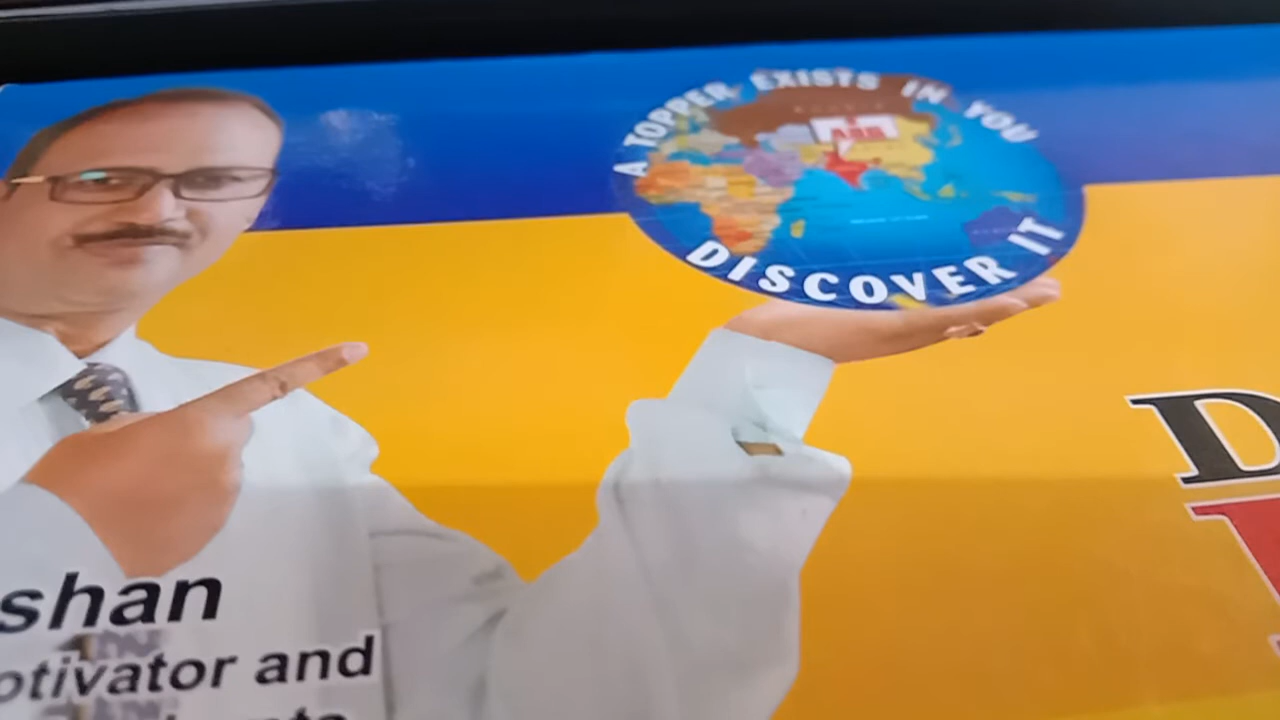 A TOPPER EXISTS IN YOU
DISCOVER IT
D
shan
otivator and